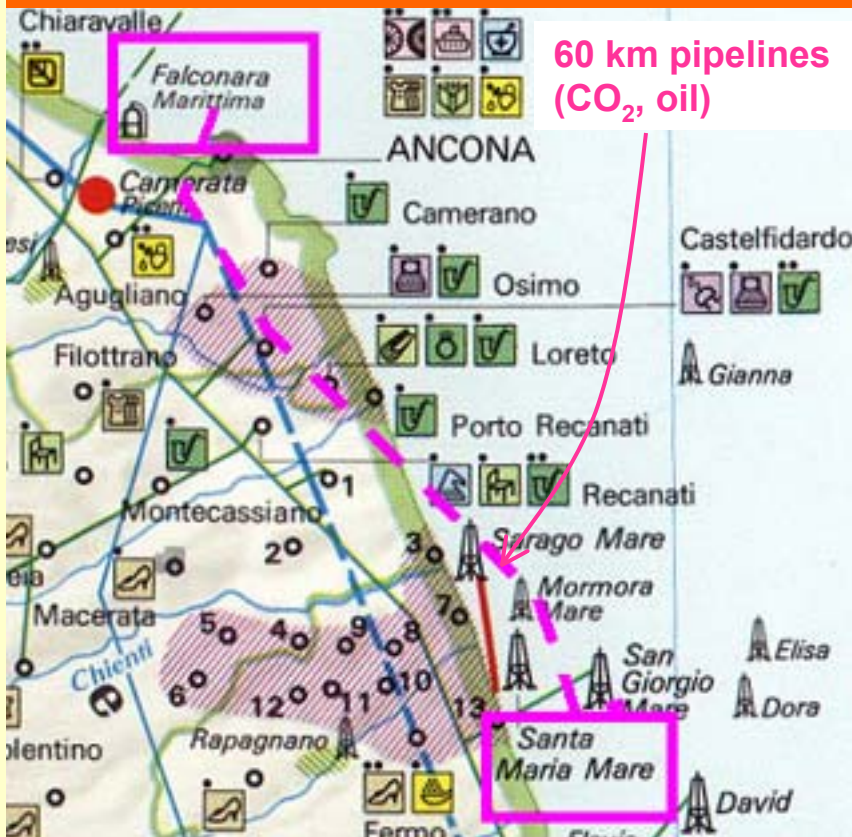 Chiaravalle
60 km pipelines
(CO₂, oil)
Falconara
Marittima
ANCONA
Camerata
Camerano
Castelfidardo
Agugliano
Osimo
Filottrano
Loreto
Gianna
Porto Recanati
1
Recanati
Montecassiano
2
3
Sarago Mare
Mormora
Mare
Macerata
7
5
4
9
8
San
Giorgio
Mare
Elisa
Chienti
6
12
11
10
13
Dora
Rapagnano
Santa
Maria Mare
David
Fermo